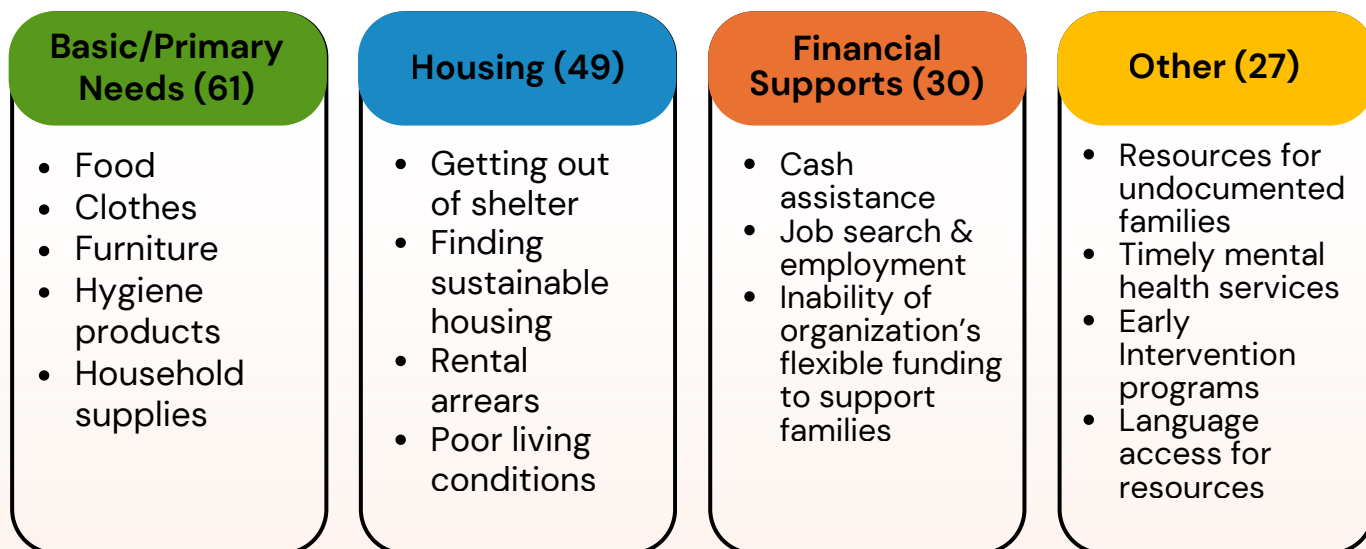 Basic/Primary
Needs (61)
• Food
• Clothes
• Furniture
• Hygiene
products
• Household
supplies
Housing (49)
• Getting out
of shelter
• Finding
sustainable
housing
• Rental
arrears
• Poor living
conditions
Financial
Supports (30)
• Cash
assistance
• Job search &
employment
• Inability of
organization's
flexible funding
to support
families
Other (27)
• Resources for
undocumented
families
• Timely mental
health services
• Early
Intervention
programs
• Language
access for
resources